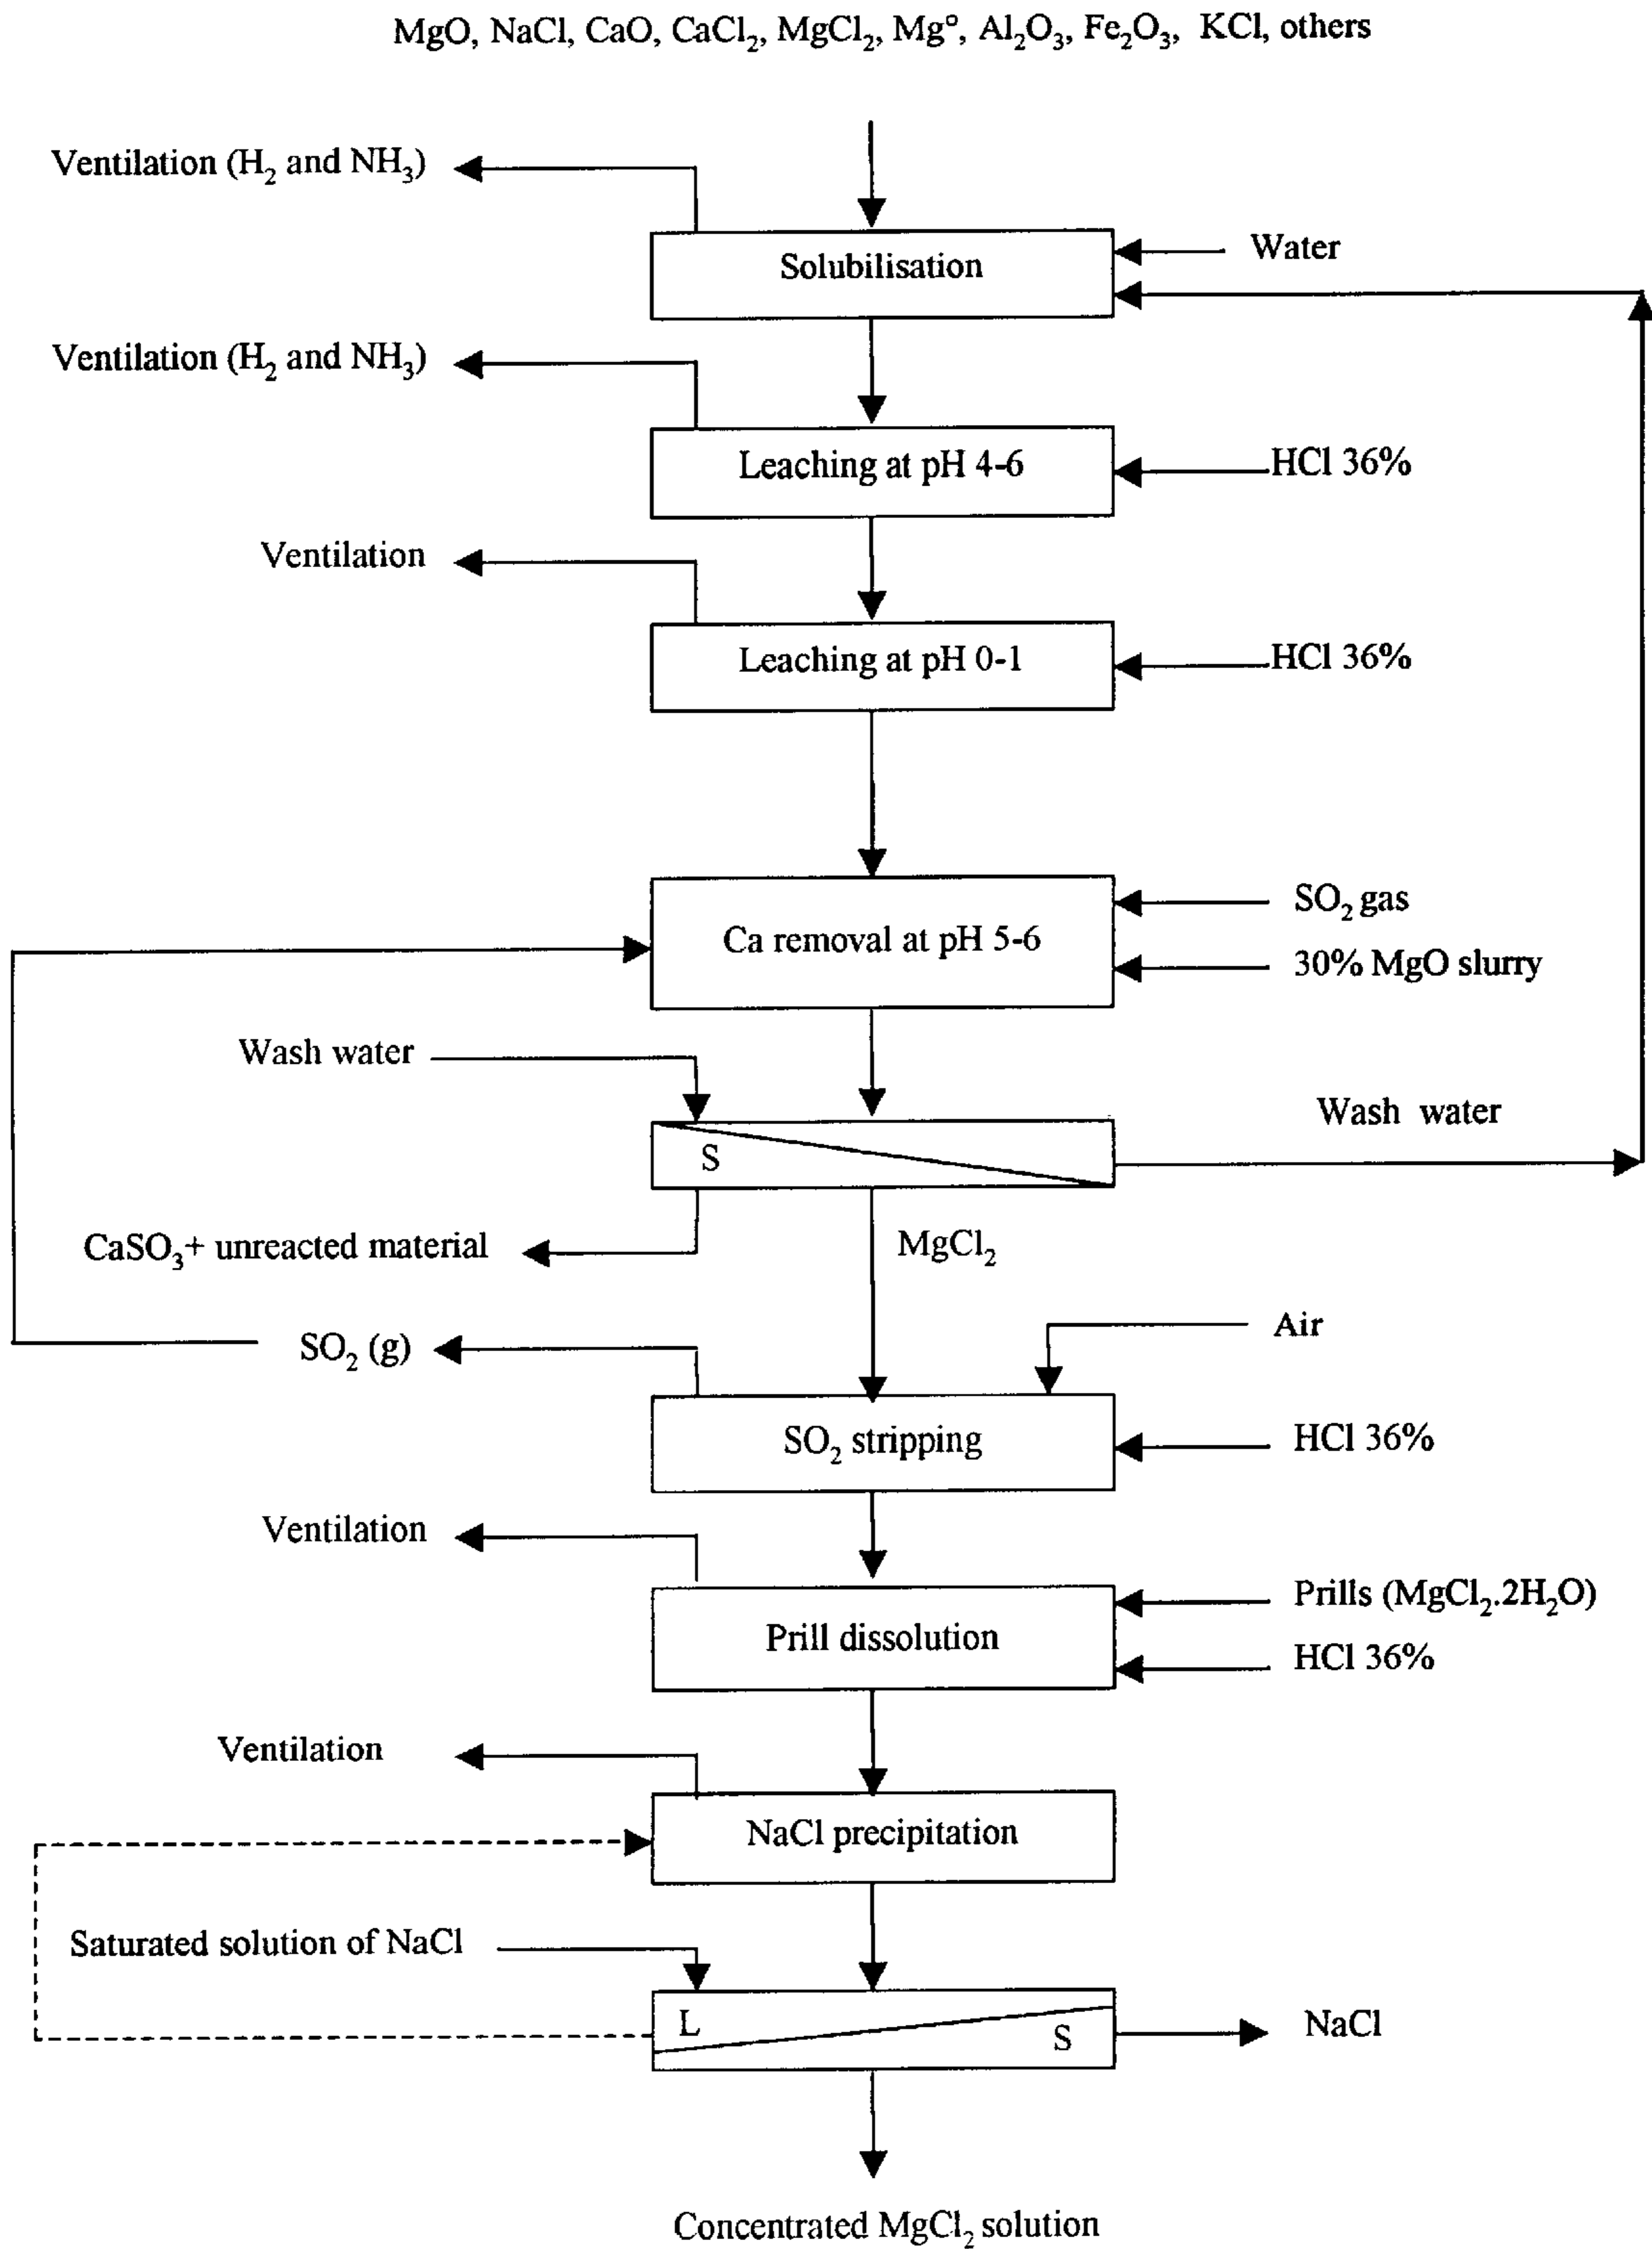 MgO, NaCl, CaO, CaCl₂, MgCl₂, Mg°, Al₂O₃, Fe₂O₃, KCl, others
Ventilation (H₂ and NH₃)
Solubilisation
Water
Ventilation (H₂ and NH₃)
Leaching at pH 4-6
HCl 36%
Ventilation
Leaching at pH 0-1
HCl 36%
Ca removal at pH 5-6
SO₂ gas
30% MgO slurry
Wash water
Wash water
S
CaSO₃+ unreacted material
MgCl₂
Air
SO₂ (g)
SO₂ stripping
HCl 36%
Ventilation
Prills (MgCl₂.2H₂O)
Prill dissolution
HCl 36%
Ventilation
NaCl precipitation
Saturated solution of NaCl
L
S
NaCl
Concentrated MgCl₂ solution